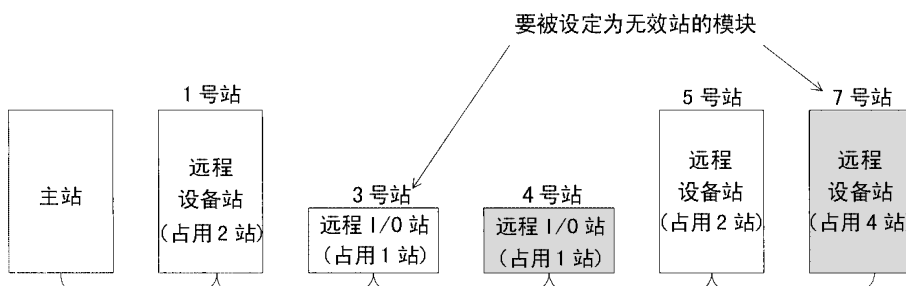 要被设定为无效站的模块
1号站
5号站
7号站
主站
远程
设备站
(占用2站)
3号站
远程 I/O 站
(占用1站)
4号站
远程 I/O 站
(占用1站)
远程
设备站
(占用2站)
远程
设备站
(占用4站)